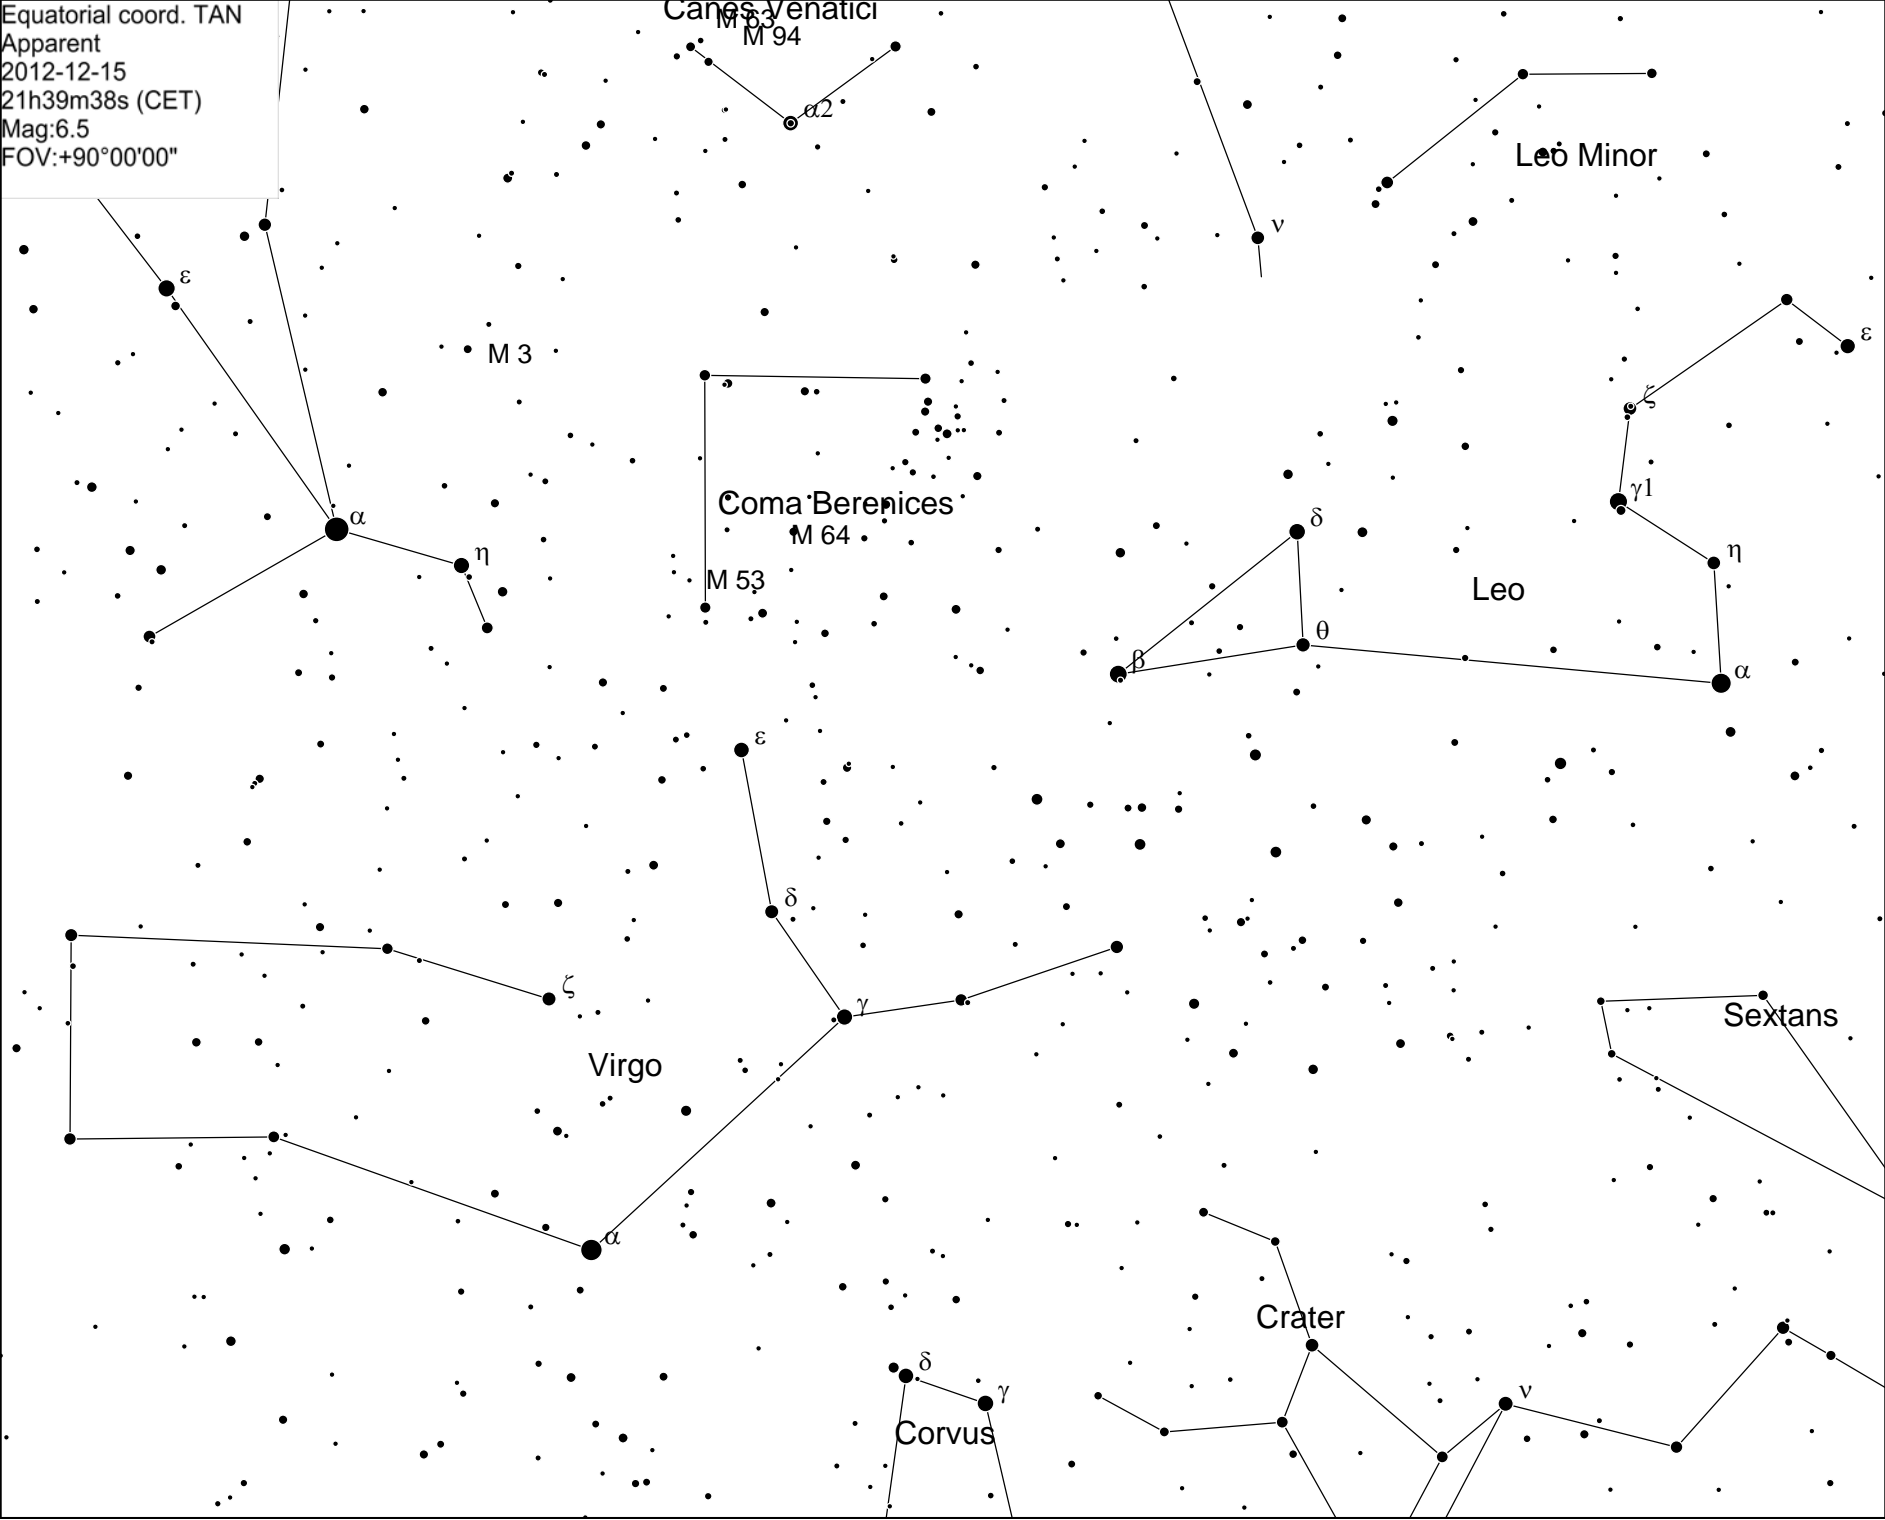 Equatorial coord. TAN
Apparent
2012-12-15
21h39m38s (CET)
Mag:6.5
FOV:+90°00'00"
Canes Venatici
M 63
M 94
α2
Leo Minor
ν
ε
ε
M 3
ζ
γ1
Coma Berenices
α
δ
M 64
η
η
M 53
Leo
θ
β
α
ε
δ
ζ
γ
Sextans
Virgo
α
Crater
δ
γ
ν
Corvus